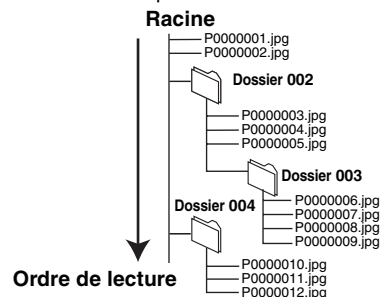 Racine
P0000001.jpg
P0000002.jpg
Dossier 002
P0000003.jpg
P0000004.jpg
P0000005.jpg
Dossier 003
P0000006.jpg
P0000007.jpg
P0000008.jpg
P0000009.jpg
Dossier 004
P0000010.jpg
P0000011.jpg
P0000012.jpg
Ordre de lecture